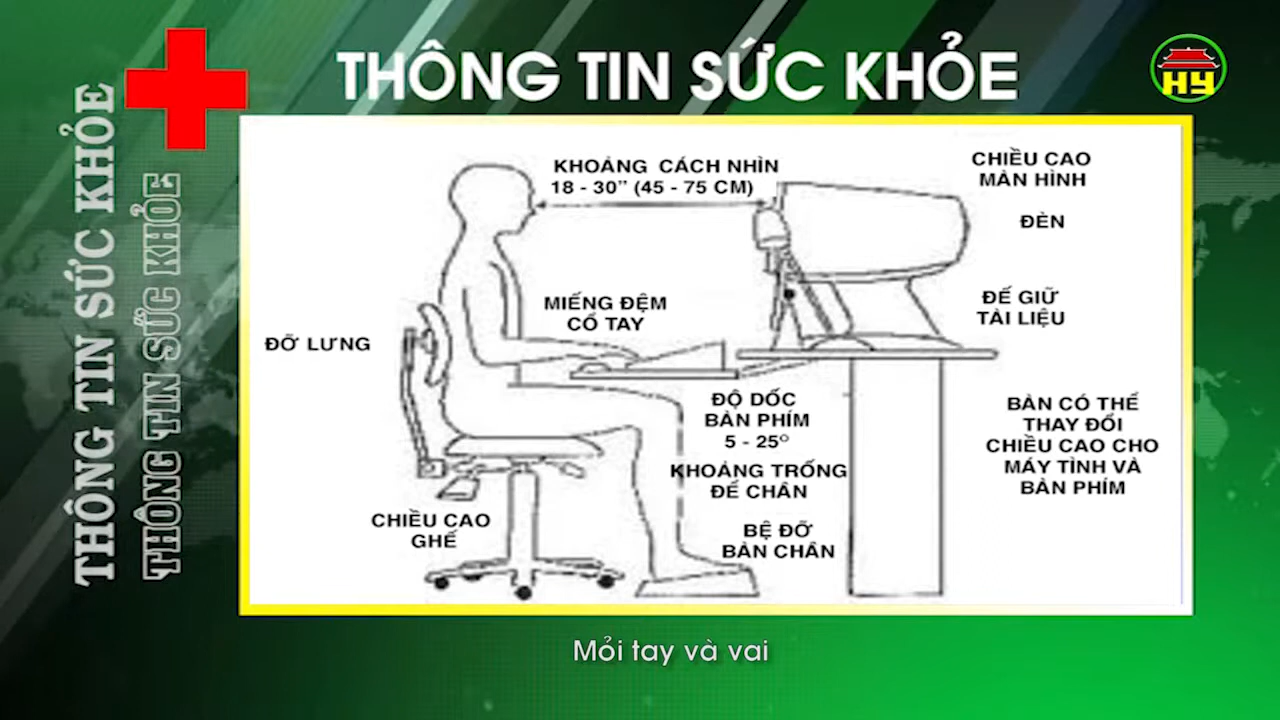 THÔNG TIN SỨC KHỎE
HY
THÔNG TIN SỨC KHỎE
THÔNG TIN SỨC KHỎE
KHOẢNG CÁCH NHÌN
18 - 30” (45 - 75 CM)
CHIỀU CAO
MÀN HÌNH
ĐÈN
MIẾNG ĐỆM
CỔ TAY
ĐẾ GIỮ
TÀI LIỆU
ĐỠ LƯNG
ĐỘ DỐC
BÀN PHÍM
5 - 25º
BÀN CÓ THỂ
THAY ĐỔI
CHIỀU CAO CHO
MÁY TÌNH VÀ
BÀN PHÍM
KHOẢNG TRỐNG
ĐỂ CHÂN
CHIỀU CAO
GHẾ
BỆ ĐỠ
BÀN CHÂN
Mỏi tay và vai